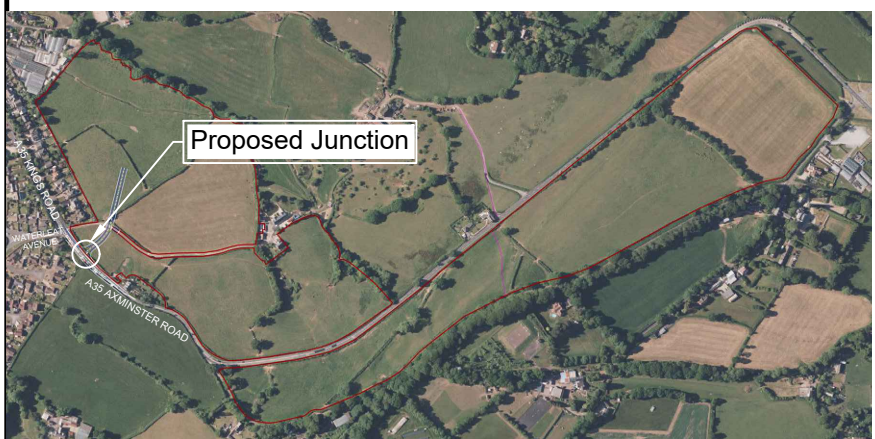 Proposed Junction
A35 KINGS ROAD
WATERLEAT
AVENUE
A35 AXMINSTER ROAD